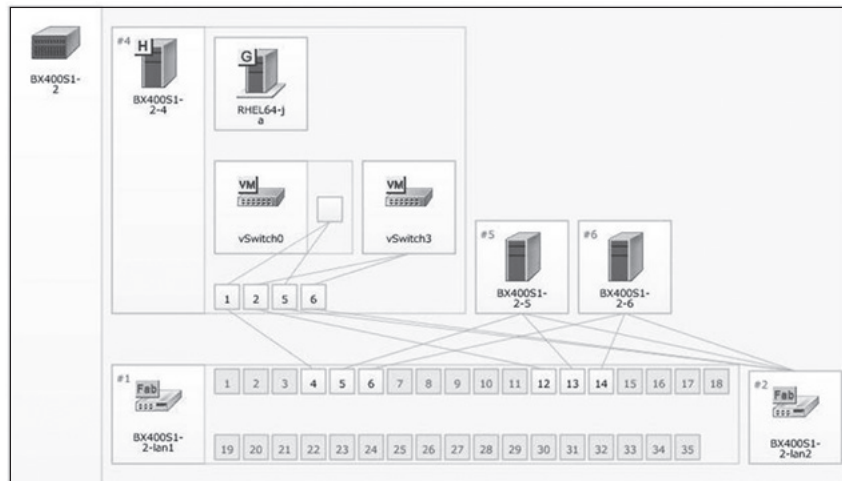 BX400S1-
2
#4
H
BX400S1-
2-4
G
RHEL64-j
a
VM
vSwitch0
VM
vSwitch3
1 2 5 6
#5
BX400S1-
2-5
#6
BX400S1-
2-6
#1
Fab
BX400S1-
2-lan1
1 2 3 4 5 6 7 8 9 10 11 12 13 14 15 16 17 18
19 20 21 22 23 24 25 26 27 28 29 30 31 32 33 34 35
#2
Fab
BX400S1-
2-lan2